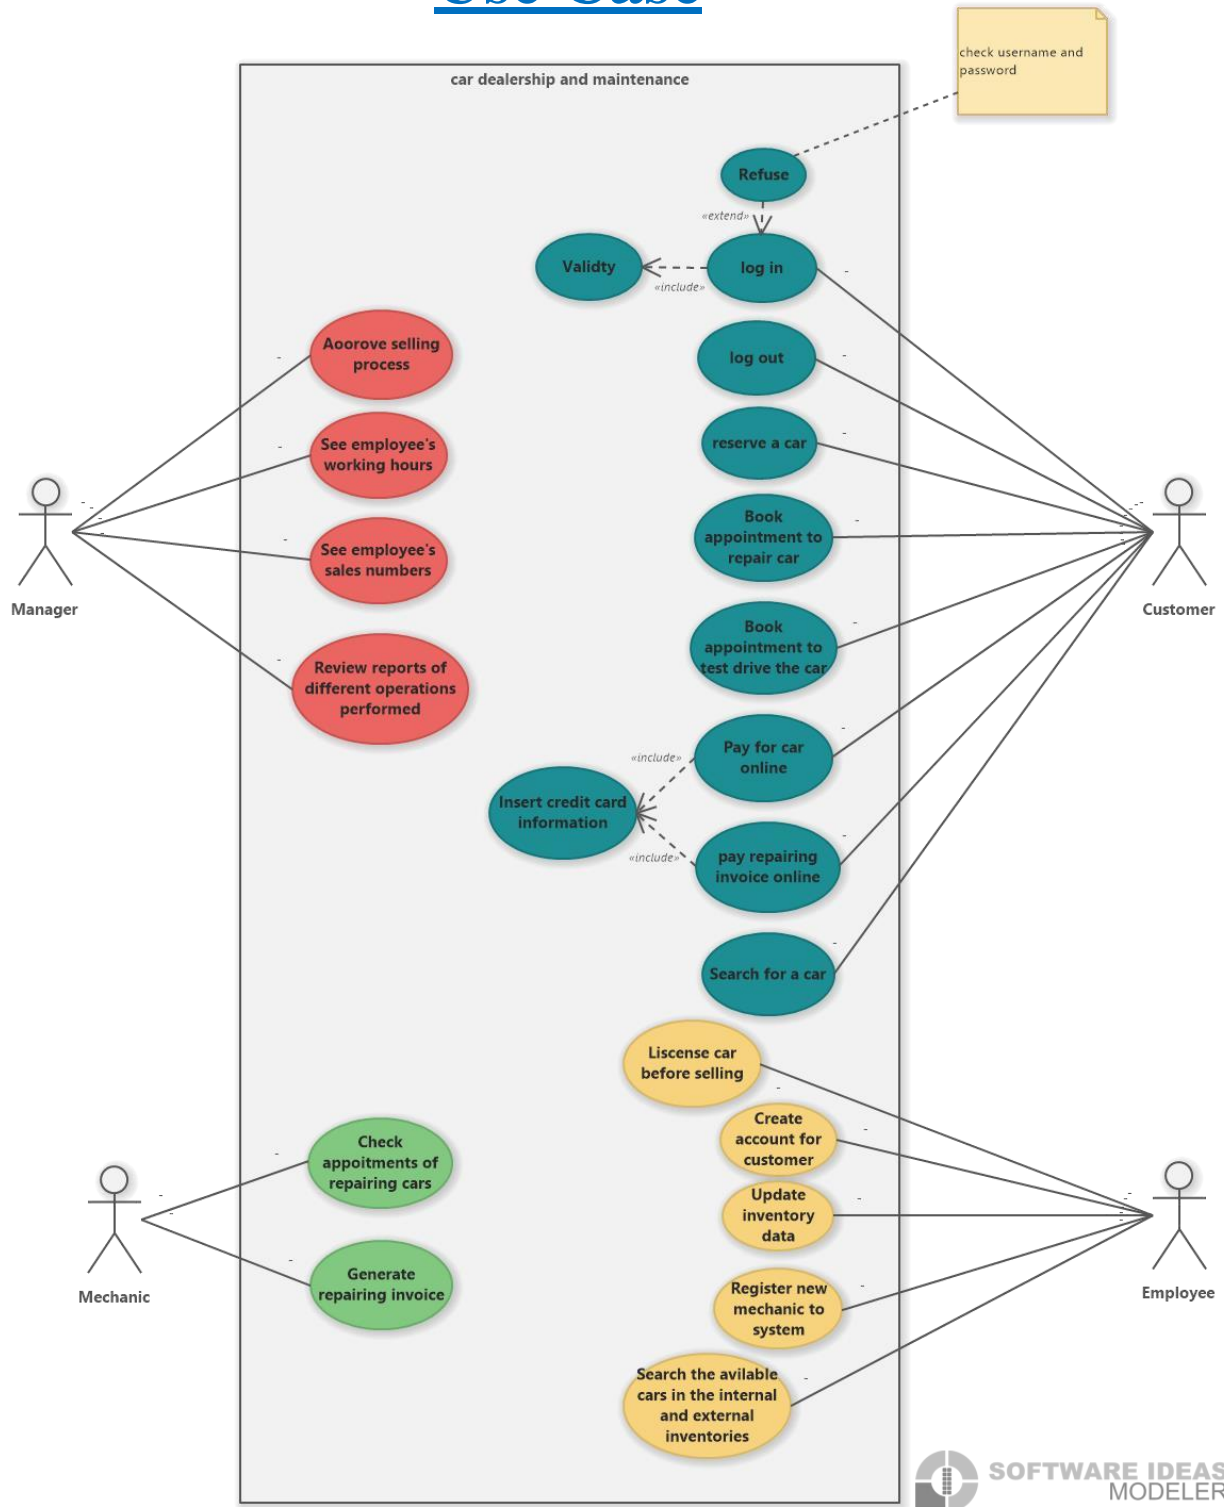 Use Case
check username and
password
car dealership and maintenance
Refuse
«extend»
Validty
log in
«include»
Aoorove selling
process
log out
See employee's
working hours
reserve a car
Manager
See employee's
sales numbers
Book
appointment to
repair car
Customer
Review reports of
different operations
performed
Book
appointment to
test drive the car
«include»
Pay for car
online
Insert credit card
information
«include»
pay repairing
invoice online
Search for a car
Liscense car
before selling
Create
account for
customer
Check
appoitments of
repairing cars
Update
inventory
data
Mechanic
Employee
Generate
repairing invoice
Register new
mechanic to
system
Search the avilable
cars in the internal
and external
inventories
SOFTWARE IDEAS
MODELER